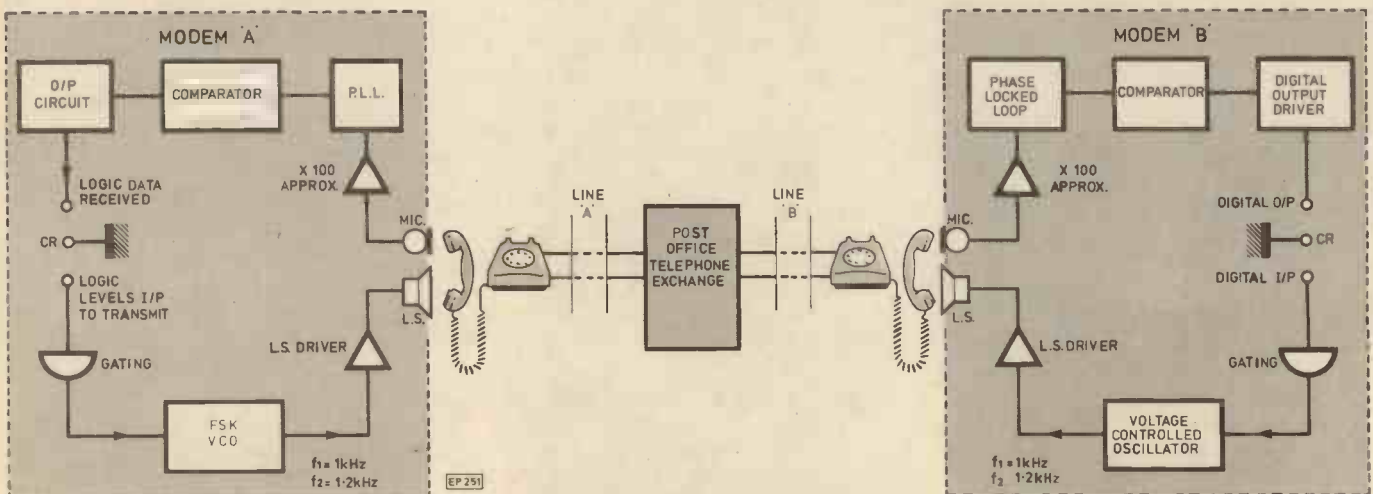 MODEM 'A'
O/P
CIRCUIT
COMPARATOR
P.L.L.
X 100
APPROX.
LOGIC DATA
RECEIVED
CR
LOGIC
LEVELS I/P
TO TRANSMIT
MIC.
L.S.
GATING
L.S. DRIVER
FSK
VCO
f1 = 1kHz
f2 = 1·2kHz
EP 251
LINE
'A'
POST
OFFICE
TELEPHONE
EXCHANGE
LINE
'B'
MODEM 'B'
PHASE
LOCKED
LOOP
COMPARATOR
DIGITAL
OUTPUT
DRIVER
X 100
APPROX.
MIC.
DIGITAL O/P
CR
DIGITAL I/P
L.S.
L.S. DRIVER
GATING
VOLTAGE
CONTROLLED
OSCILLATOR
f1 = 1kHz
f2 1·2kHz